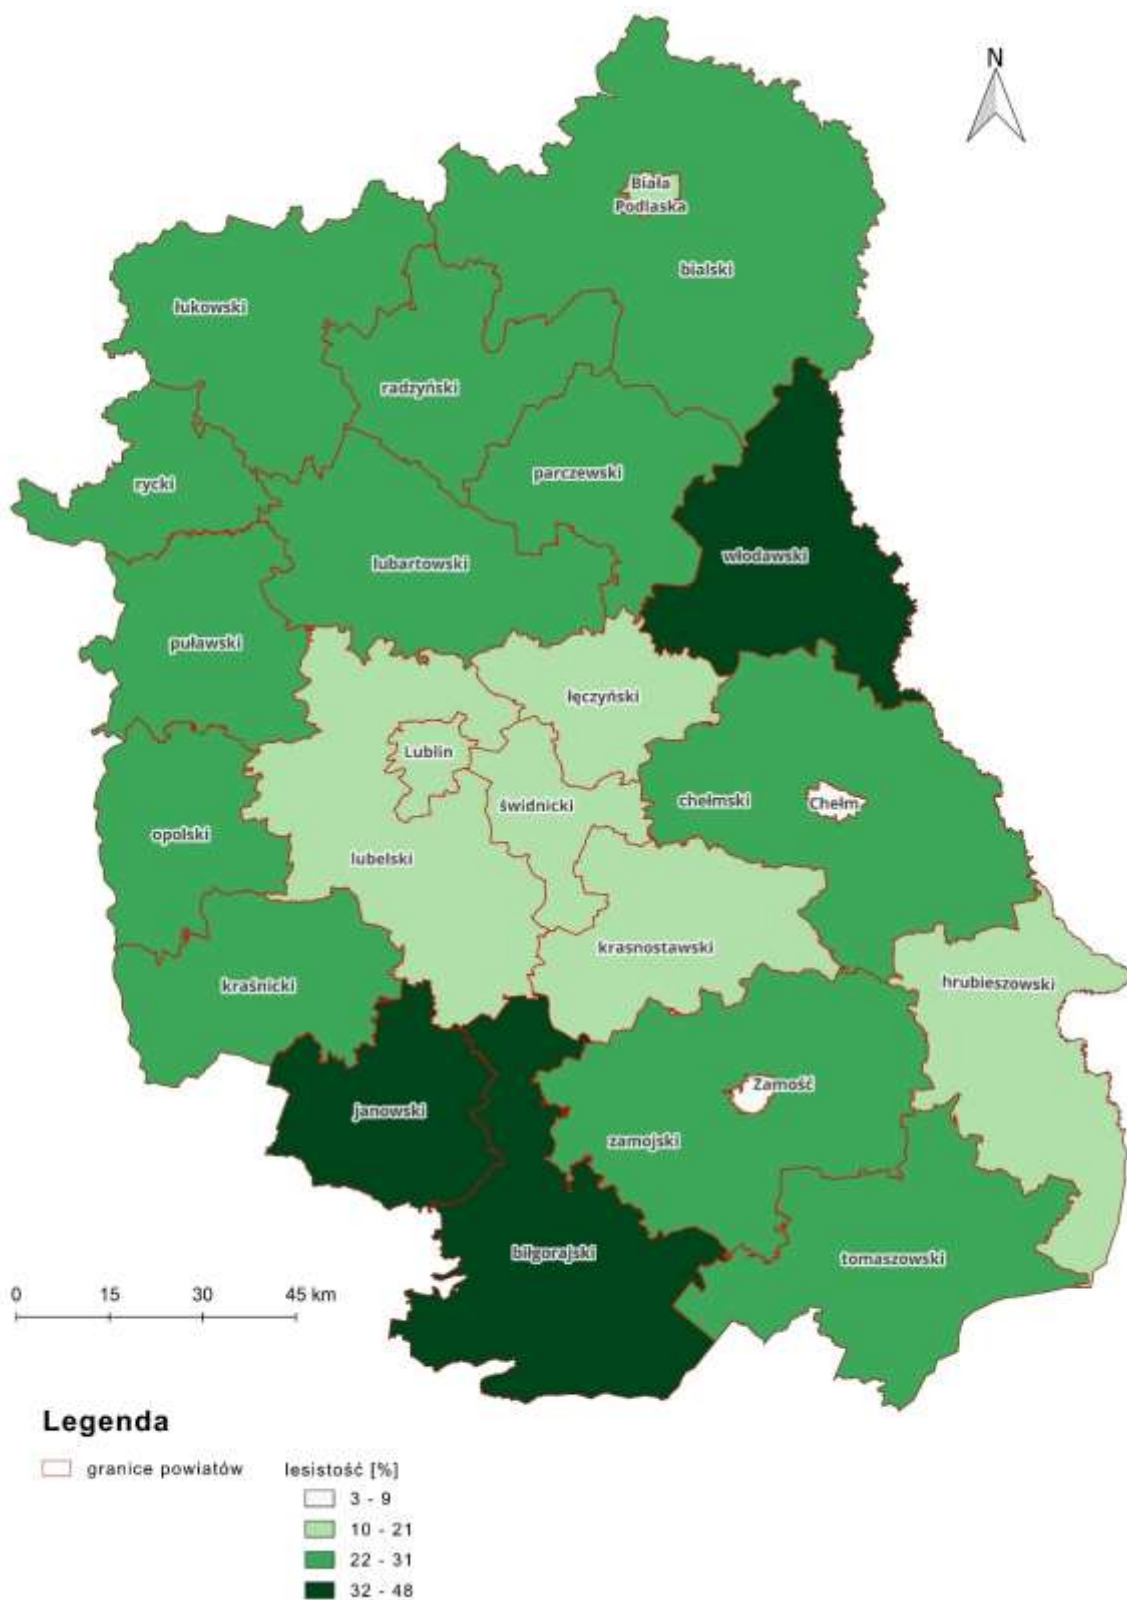 N
Biała
Podlaska
bialski
łukowski
radzyński
parczewski
rycki
włodawski
lubartowski
puławski
łęczyński
Lublin
świdnicki
chełmski
Chełm
opolski
lubelski
krasnostawski
kraśnicki
hrubieszowski
Zamość
janowski
zamojski
biłgorajski
tomaszowski
0 15 30 45 km
Legenda
granice powiatów
lesistość [%]
3 - 9
10 - 21
22 - 31
32 - 48